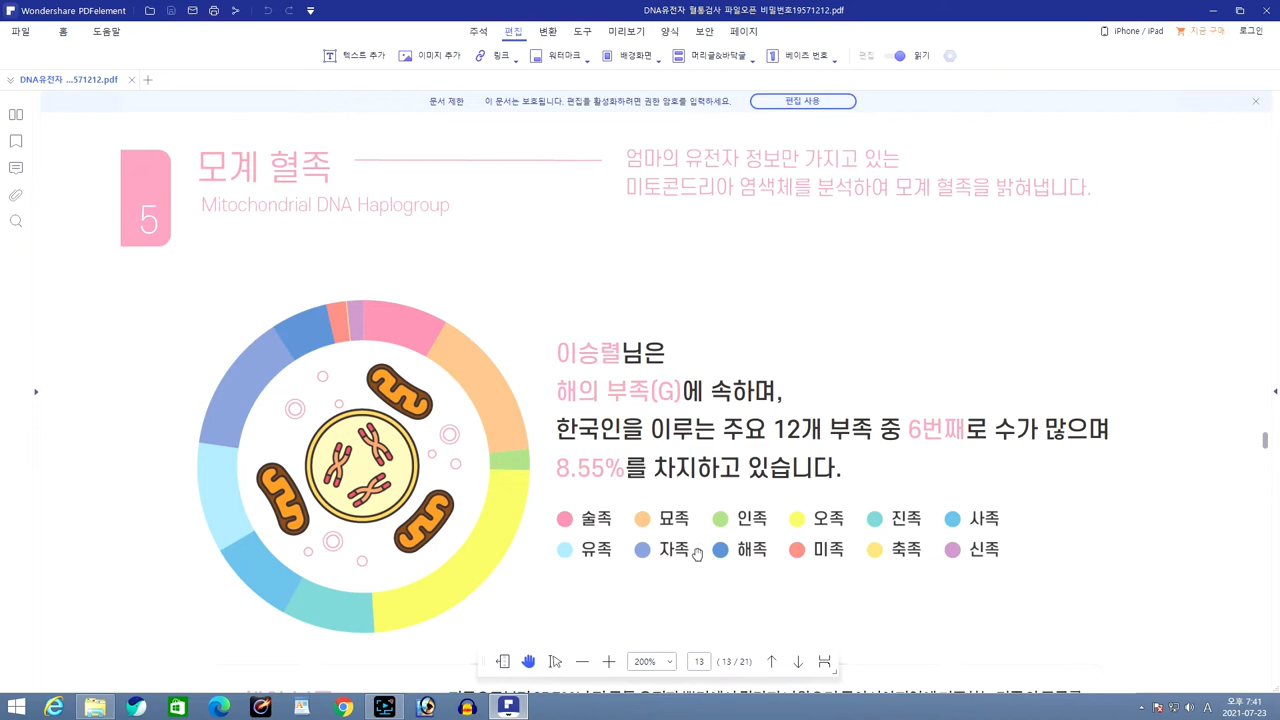 Wondershare PDFelement
DNA유전자 혈통검사 파일오픈 비밀번호19571212.pdf
파일 홈 도움말 주석 편집 변환 도구 미리보기 양식 보안 페이지 iPhone / iPad 지금 구매 로그인
텍스트 추가 이미지 추가 링크 워터마크 배경화면 머리글&바닥글 베이츠 번호 편집 읽기
DNA유전자 ...571212.pdf
문서 제한 이 문서는 보호됩니다. 편집을 활성화하려면 권한 암호를 입력하세요. 편집 사용
5
모계 혈족
Mitochondrial DNA Haplogroup
엄마의 유전자 정보만 가지고 있는
미토콘드리아 염색체를 분석하여 모계 혈족을 밝혀냅니다.
이승렬님은
해의 부족(G)에 속하며,
한국인을 이루는 주요 12개 부족 중 6번째로 수가 많으며
8.55%를 차지하고 있습니다.
술족 묘족 인족 오족 진족 사족
유족 자족 해족 미족 축족 신족
200% 13 (13 / 21)
A 오후 7:41
2021-07-23